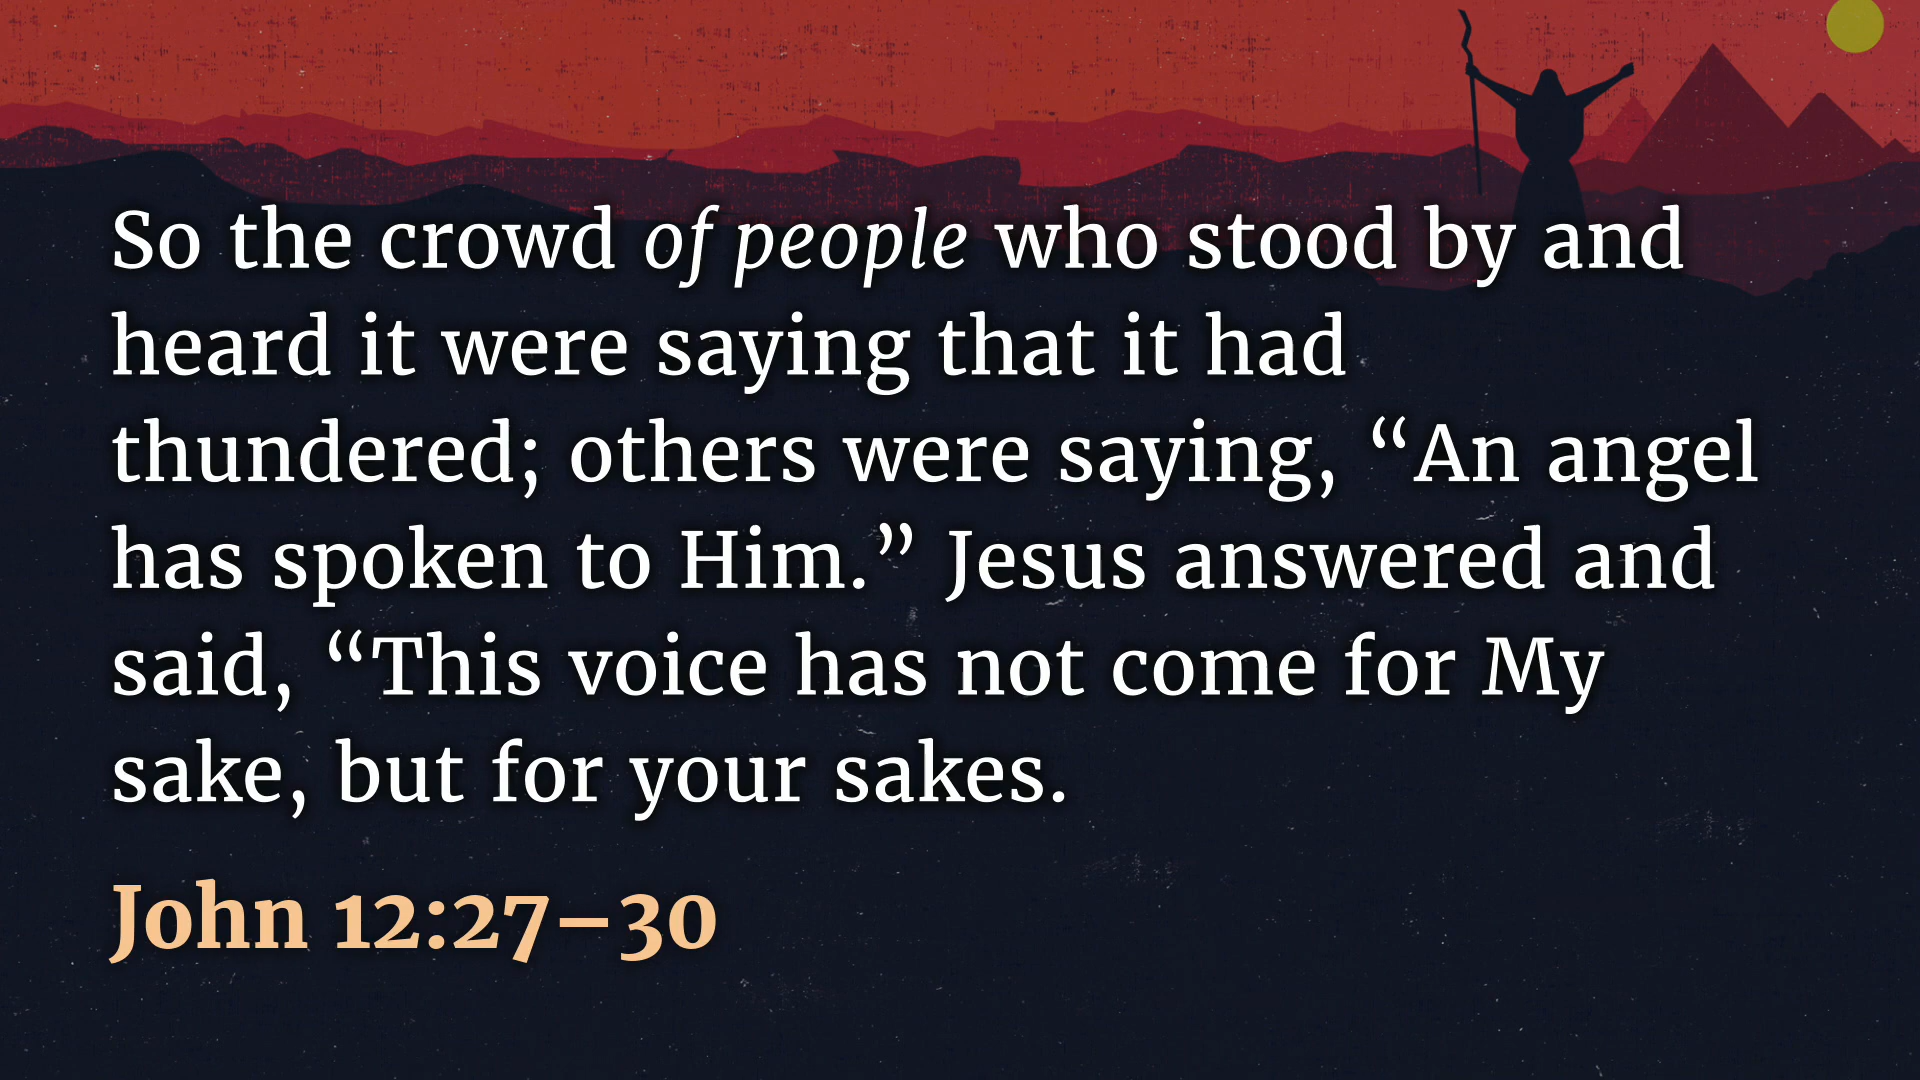 So the crowd of people who stood by and
heard it were saying that it had
thundered; others were saying, “An angel
has spoken to Him.” Jesus answered and
said, “This voice has not come for My
sake, but for your sakes.
John 12:27–30